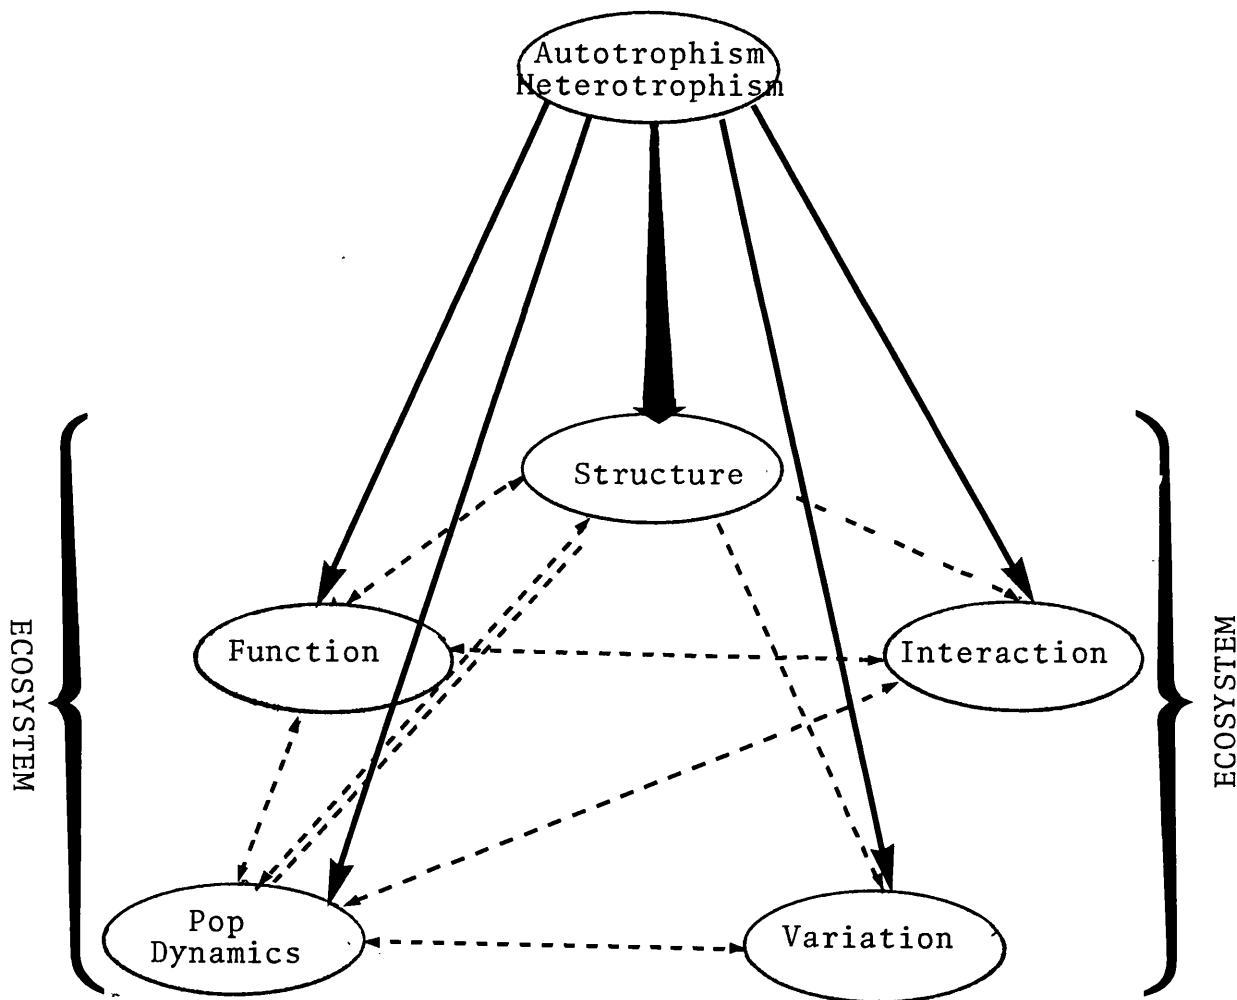 Autotrophism
Heterotrophism
Structure
Function
Interaction
ECOSYSTEM
ECOSYSTEM
Pop
Dynamics
Variation